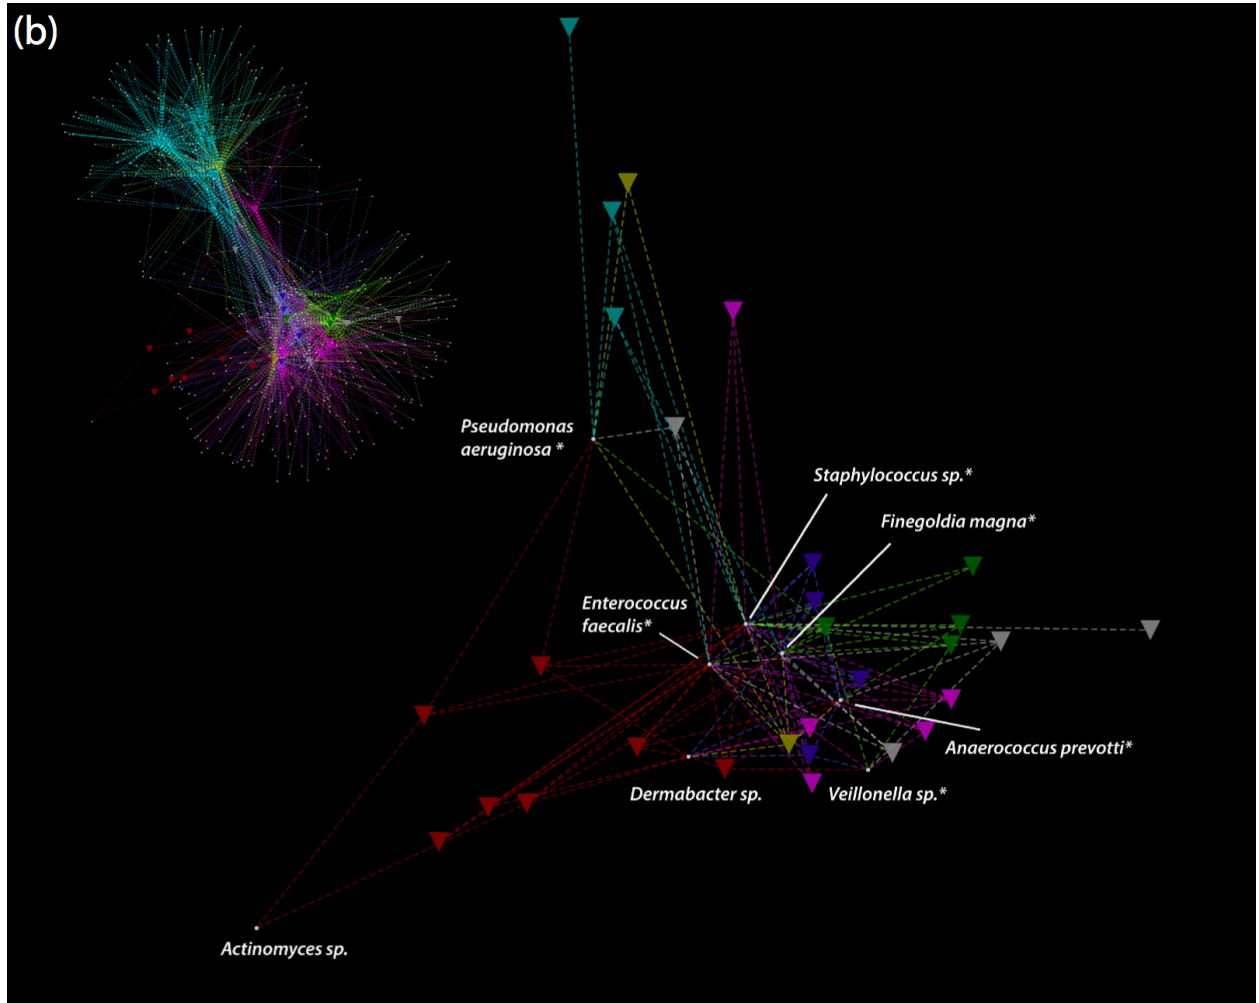 (b)
Pseudomonas
aeruginosa *
Staphylococcus sp.*
Finegoldia magna*
Enterococcus
faecalis*
Anaerococcus prevotti*
Dermabacter sp.
Veillonella sp.*
Actinomyces sp.